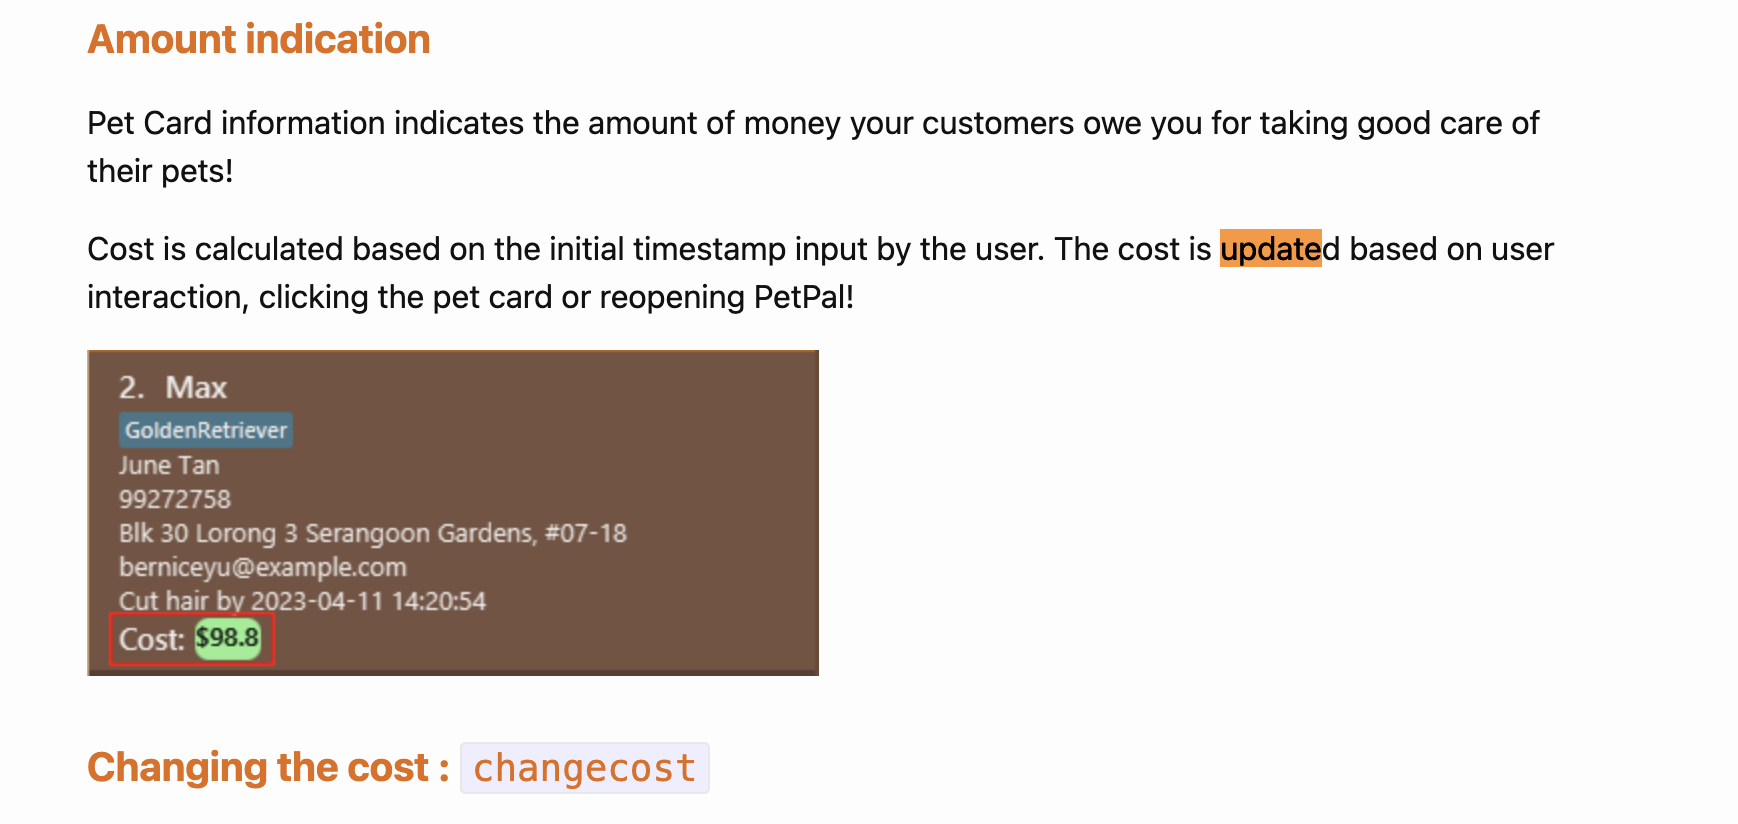 Amount indication
Pet Card information indicates the amount of money your customers owe you for taking good care of
their pets!
Cost is calculated based on the initial timestamp input by the user. The cost is updated based on user
interaction, clicking the pet card or reopening PetPal!
2. Max
GoldenRetriever
June Tan
99272758
Blk 30 Lorong 3 Serangoon Gardens, #07-18
berniceyu@example.com
Cut hair by 2023-04-11 14:20:54
Cost: $98.8
Changing the cost : changecost